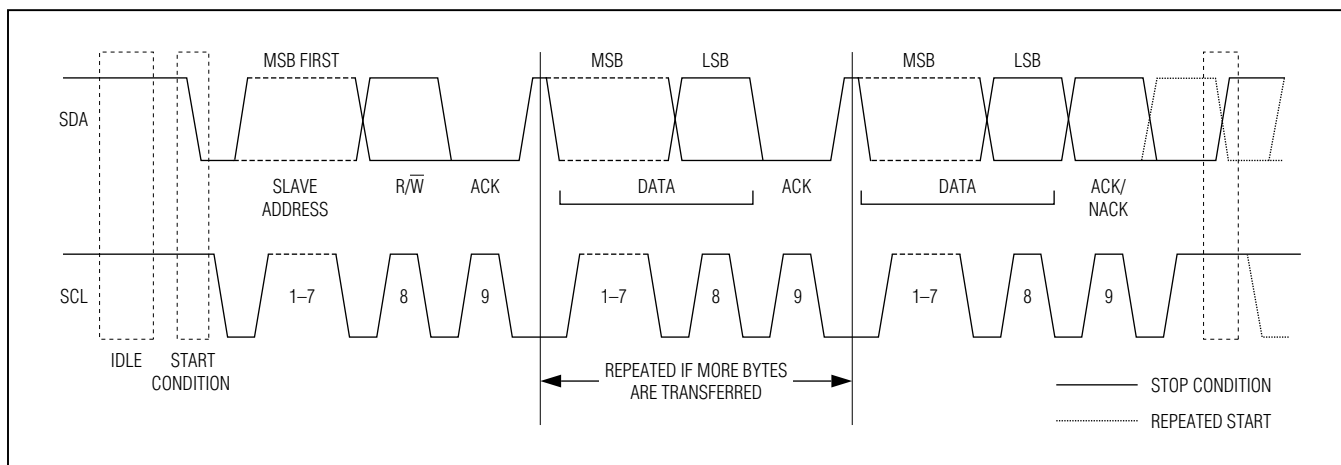 MSB FIRST
MSB
LSB
MSB
LSB
SDA
SLAVE
ADDRESS
R/W̅
ACK
DATA
ACK
DATA
ACK/
NACK
SCL
1–7
8
9
1–7
8
9
1–7
8
9
IDLE
START
CONDITION
REPEATED IF MORE BYTES
ARE TRANSFERRED
STOP CONDITION
REPEATED START